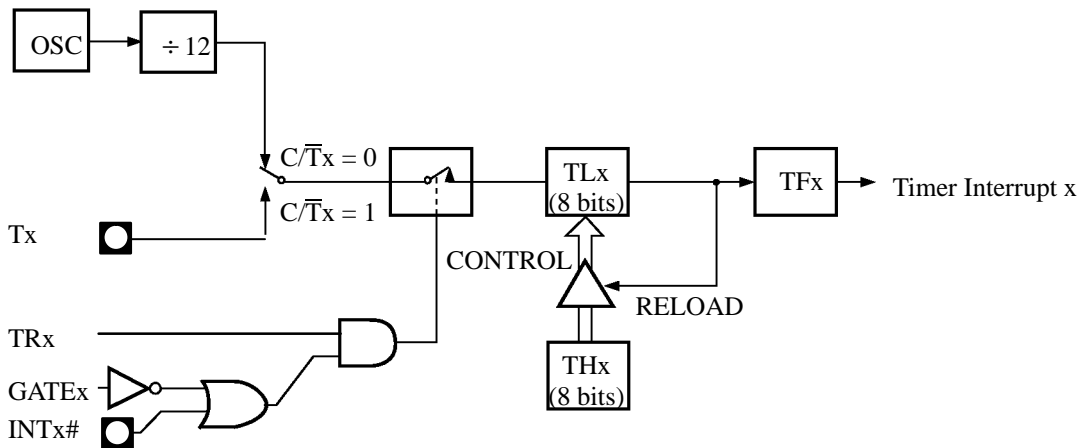 OSC
÷ 12
C/T̅x = 0
C/T̅x = 1
TLx
(8 bits)
TFx
Timer Interrupt x
Tx
CONTROL
RELOAD
TRx
THx
(8 bits)
GATEx
INTx#